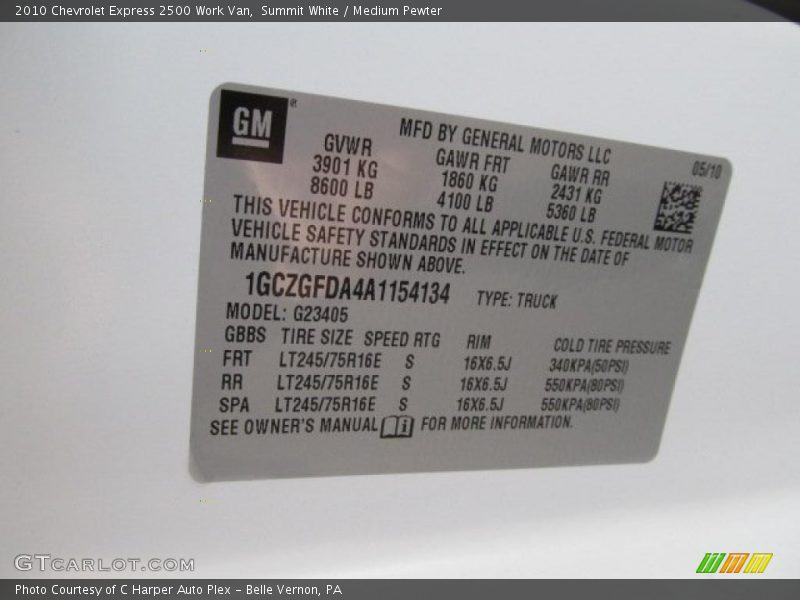 2010 Chevrolet Express 2500 Work Van, Summit White / Medium Pewter
GM®
MFD BY GENERAL MOTORS LLC
05/10
GVWR GAWR FRT GAWR RR
3901 KG 1860 KG 2431 KG
8600 LB 4100 LB 5360 LB
THIS VEHICLE CONFORMS TO ALL APPLICABLE U.S. FEDERAL MOTOR
VEHICLE SAFETY STANDARDS IN EFFECT ON THE DATE OF
MANUFACTURE SHOWN ABOVE.
1GCZGFDA4A1154134 TYPE: TRUCK
MODEL: G23405
GBBS TIRE SIZE SPEED RTG RIM COLD TIRE PRESSURE
FRT LT245/75R16E S 16X6.5J 340KPA(50PSI)
RR LT245/75R16E S 16X6.5J 550KPA(80PSI)
SPA LT245/75R16E S 16X6.5J 550KPA(80PSI)
SEE OWNER'S MANUAL i FOR MORE INFORMATION.
GTCARLOT.COM
Photo Courtesy of C Harper Auto Plex - Belle Vernon, PA